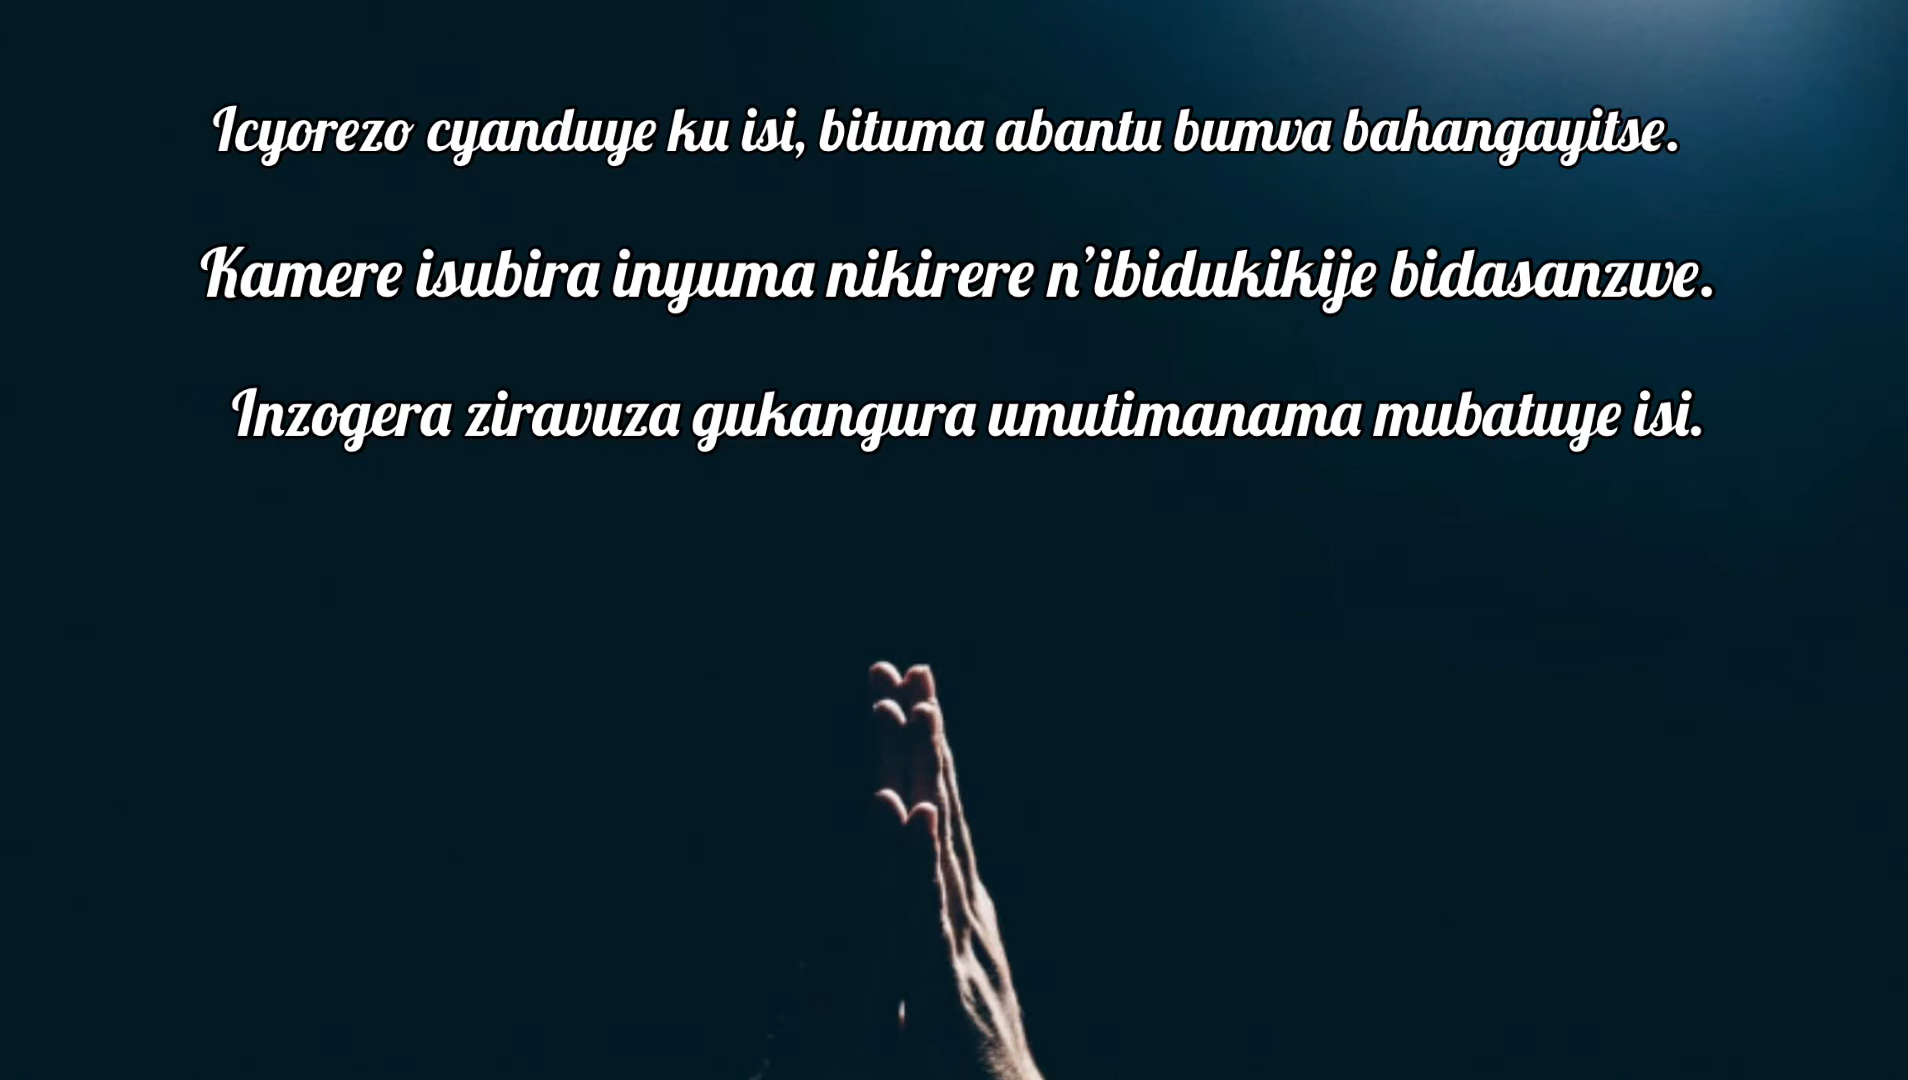 Icyorezo cyanduye ku isi, bituma abantu bumva bahangayitse.
Kamere isubira inyuma nikirere n’ibidukikije bidasanzwe.
Inzogera ziravuza gukangura umutimanama mubatuye isi.